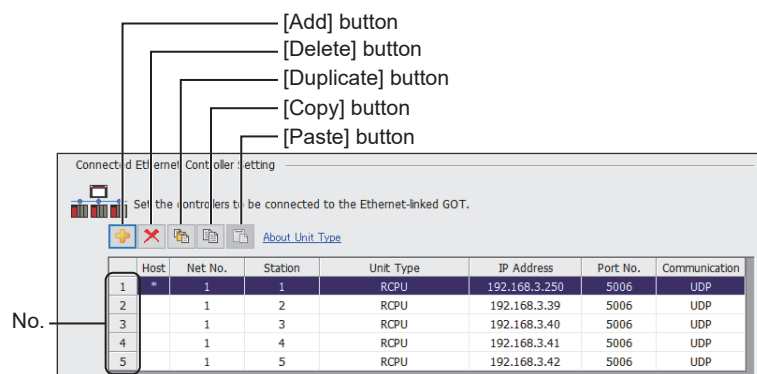 [Add] button
[Delete] button
[Duplicate] button
[Copy] button
[Paste] button
Connected Ethernet Controller Setting
Set the controllers to be connected to the Ethernet-linked GOT.
About Unit Type
Host Net No. Station Unit Type IP Address Port No. Communication
1 * 1 1 RCPU 192.168.3.250 5006 UDP
2 1 2 RCPU 192.168.3.39 5006 UDP
No. 3 1 3 RCPU 192.168.3.40 5006 UDP
4 1 4 RCPU 192.168.3.41 5006 UDP
5 1 5 RCPU 192.168.3.42 5006 UDP